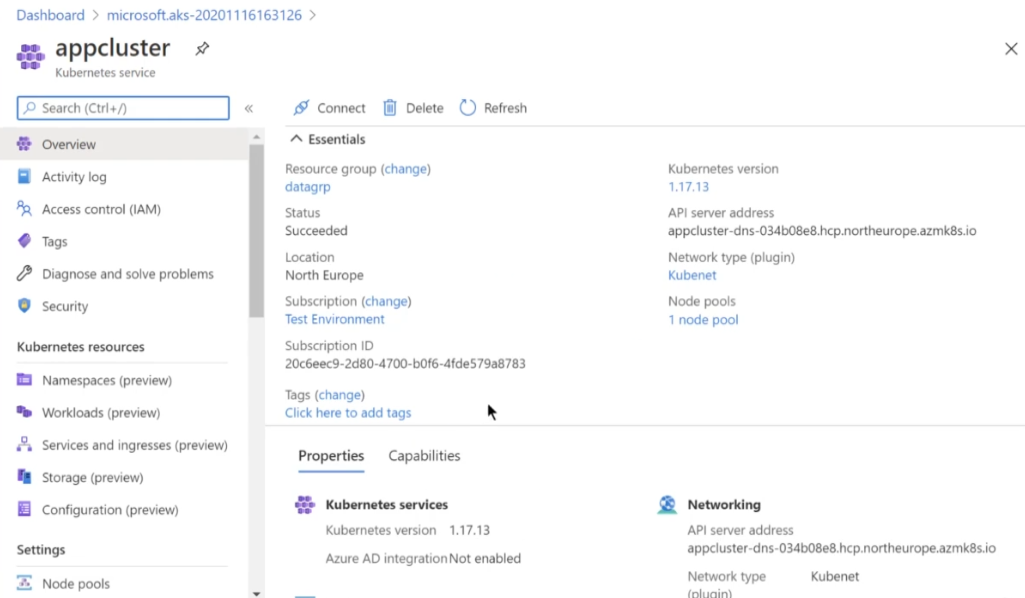 Dashboard > microsoft.aks-20201116163126 >
appcluster
Kubernetes service
Search (Ctrl+/)
«
Connect Delete Refresh
Overview
Activity log
Access control (IAM)
Tags
Diagnose and solve problems
Security
Kubernetes resources
Namespaces (preview)
Workloads (preview)
Services and ingresses (preview)
Storage (preview)
Configuration (preview)
Settings
Node pools
Essentials
Resource group (change)
datagrp
Status
Succeeded
Location
North Europe
Subscription (change)
Test Environment
Subscription ID
20c6eec9-2d80-4700-b0f6-4fde579a8783
Tags (change)
Click here to add tags
Kubernetes version
1.17.13
API server address
appcluster-dns-034b08e8.hcp.northeurope.azmk8s.io
Network type (plugin)
Kubenet
Node pools
1 node pool
Properties Capabilities
Kubernetes services
Kubernetes version 1.17.13
Azure AD integration Not enabled
Networking
API server address
appcluster-dns-034b08e8.hcp.northeurope.azmk8s.io
Network type Kubenet
(plugin)